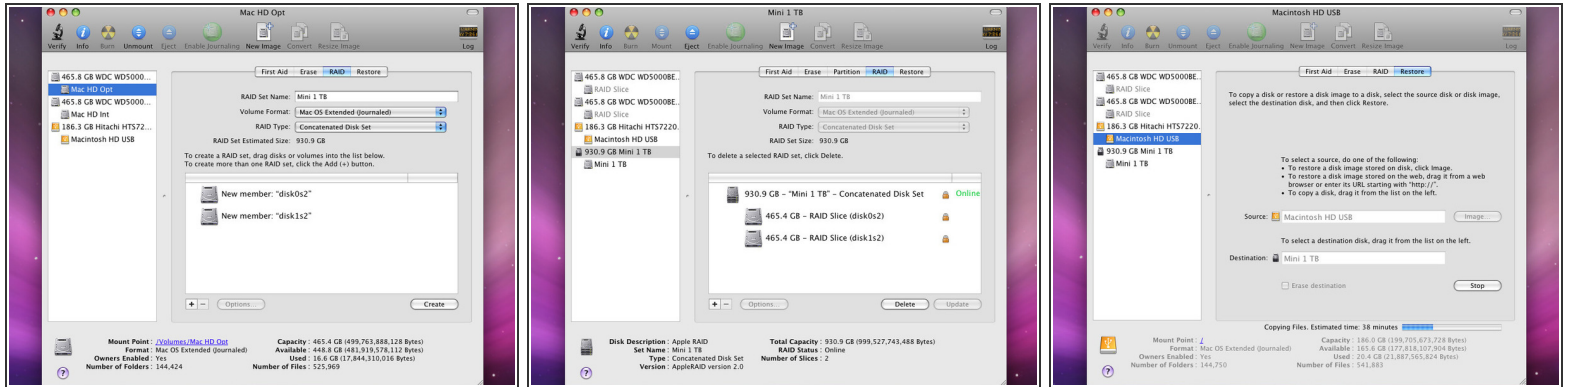 Mac HD Opt
Verify Info Burn Unmount Eject Enable Journaling New Image Convert Resize Image Log
465.8 GB WDC WD5000...
Mac HD Opt
465.8 GB WDC WD5000...
Mac HD Int
186.3 GB Hitachi HTS72...
Macintosh HD USB
First Aid Erase RAID Restore
RAID Set Name: Mini 1 TB
Volume Format: Mac OS Extended (Journaled)
RAID Type: Concatenated Disk Set
RAID Set Estimated Size: 930.9 GB
To create a RAID set, drag disks or volumes into the list below.
To create more than one RAID set, click the Add (+) button.
New member: "disk0s2"
New member: "disk1s2"
+ - Options... Create
Mount Point : /Volumes/Mac HD Opt Capacity : 465.4 GB (499,763,888,128 Bytes)
Format : Mac OS Extended (Journaled) Available : 448.8 GB (481,919,578,112 Bytes)
Owners Enabled : Yes Used : 16.6 GB (17,844,310,016 Bytes)
Number of Folders : 144,424 Number of Files : 525,969
?
Mini 1 TB
Verify Info Burn Mount Eject Enable Journaling New Image Convert Resize Image Log
465.8 GB WDC WD5000BE...
RAID Slice
465.8 GB WDC WD5000BE...
RAID Slice
186.3 GB Hitachi HTS7220...
Macintosh HD USB
930.9 GB Mini 1 TB
Mini 1 TB
First Aid Erase Partition RAID Restore
RAID Set Name: Mini 1 TB
Volume Format: Mac OS Extended (Journaled)
RAID Type: Concatenated Disk Set
RAID Set Size: 930.9 GB
To delete a selected RAID set, click Delete.
930.9 GB - "Mini 1 TB" - Concatenated Disk Set Online
465.4 GB - RAID Slice (disk0s2)
465.4 GB - RAID Slice (disk1s2)
+ - Options... Delete Update
Disk Description : Apple RAID Total Capacity : 930.9 GB (999,527,743,488 Bytes)
Set Name : Mini 1 TB RAID Status : Online
Type : Concatenated Disk Set Number of Slices : 2
Version : AppleRAID version 2.0
?
Macintosh HD USB
Verify Info Burn Unmount Eject Enable Journaling New Image Convert Resize Image Log
465.8 GB WDC WD5000BE...
RAID Slice
465.8 GB WDC WD5000BE...
RAID Slice
186.3 GB Hitachi HTS7220...
Macintosh HD USB
930.9 GB Mini 1 TB
Mini 1 TB
First Aid Erase RAID Restore
To copy a disk or restore a disk image to a disk, select the source disk or disk image,
select the destination disk, and then click Restore.
To select a source, do one of the following:
• To restore a disk image stored on disk, click Image.
• To restore a disk image stored on the web, drag it from a web
browser or enter its URL starting with "http://".
• To copy a disk, drag it from the list on the left.
Source: Macintosh HD USB Image...
To select a destination disk, drag it from the list on the left.
Destination: Mini 1 TB
Erase destination Stop
Copying Files. Estimated time: 38 minutes
Mount Point : / Capacity : 186.0 GB (199,705,673,728 Bytes)
Format : Mac OS Extended (Journaled) Available : 165.6 GB (177,818,107,904 Bytes)
Owners Enabled : Yes Used : 20.4 GB (21,887,565,824 Bytes)
Number of Folders : 144,750 Number of Files : 541,883
?